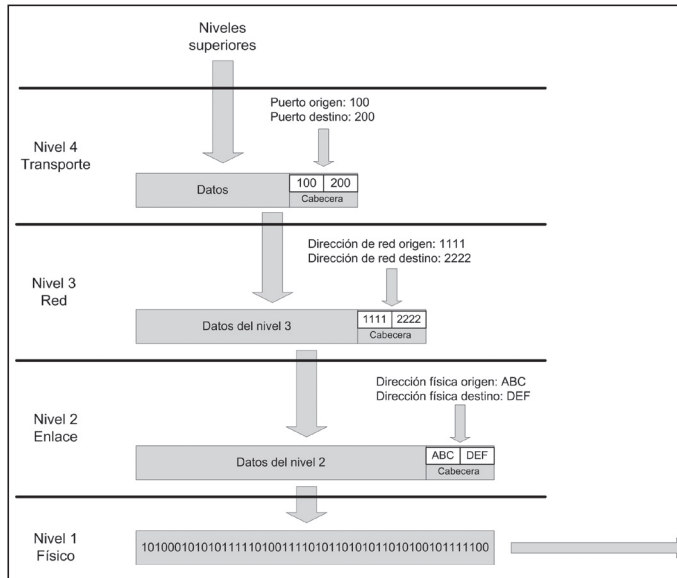 Niveles
superiores
Puerto origen: 100
Puerto destino: 200
Nivel 4
Transporte
Datos
100 200
Cabecera
Dirección de red origen: 1111
Dirección de red destino: 2222
Nivel 3
Red
Datos del nivel 3
1111 2222
Cabecera
Dirección física origen: ABC
Dirección física destino: DEF
Nivel 2
Enlace
Datos del nivel 2
ABC DEF
Cabecera
Nivel 1
Físico
1010001010101111101001111010110101011010100101111100